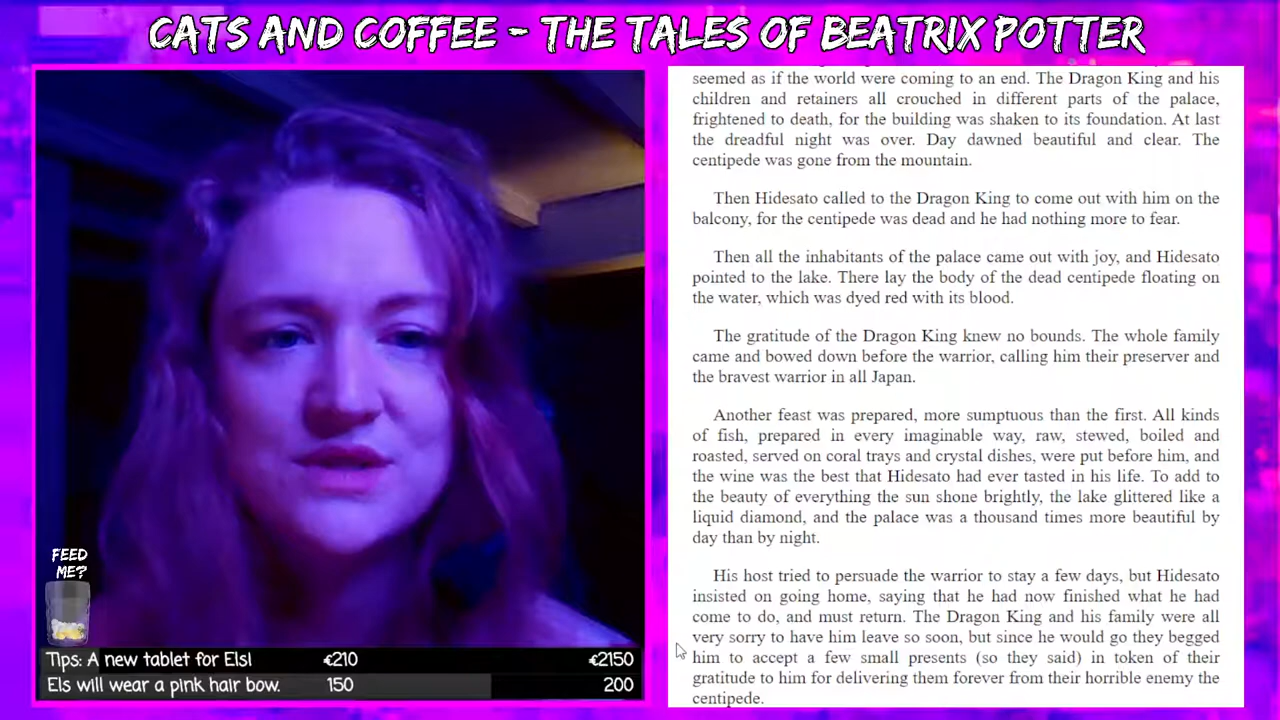 CATS AND COFFEE - THE TALES OF BEATRIX POTTER
seemed as if the world were coming to an end. The Dragon King and his
children and retainers all crouched in different parts of the palace,
frightened to death, for the building was shaken to its foundation. At last
the dreadful night was over. Day dawned beautiful and clear. The
centipede was gone from the mountain.
Then Hidesato called to the Dragon King to come out with him on the
balcony, for the centipede was dead and he had nothing more to fear.
Then all the inhabitants of the palace came out with joy, and Hidesato
pointed to the lake. There lay the body of the dead centipede floating on
the water, which was dyed red with its blood.
The gratitude of the Dragon King knew no bounds. The whole family
came and bowed down before the warrior, calling him their preserver and
the bravest warrior in all Japan.
Another feast was prepared, more sumptuous than the first. All kinds
of fish, prepared in every imaginable way, raw, stewed, boiled and
roasted, served on coral trays and crystal dishes, were put before him, and
the wine was the best that Hidesato had ever tasted in his life. To add to
the beauty of everything the sun shone brightly, the lake glittered like a
liquid diamond, and the palace was a thousand times more beautiful by
day than by night.
His host tried to persuade the warrior to stay a few days, but Hidesato
insisted on going home, saying that he had now finished what he had
come to do, and must return. The Dragon King and his family were all
very sorry to have him leave so soon, but since he would go they begged
him to accept a few small presents (so they said) in token of their
gratitude to him for delivering them forever from their horrible enemy the
centipede.
FEED
ME?
Tips: A new tablet for Els! €210 €2150
Els will wear a pink hair bow. 150 200